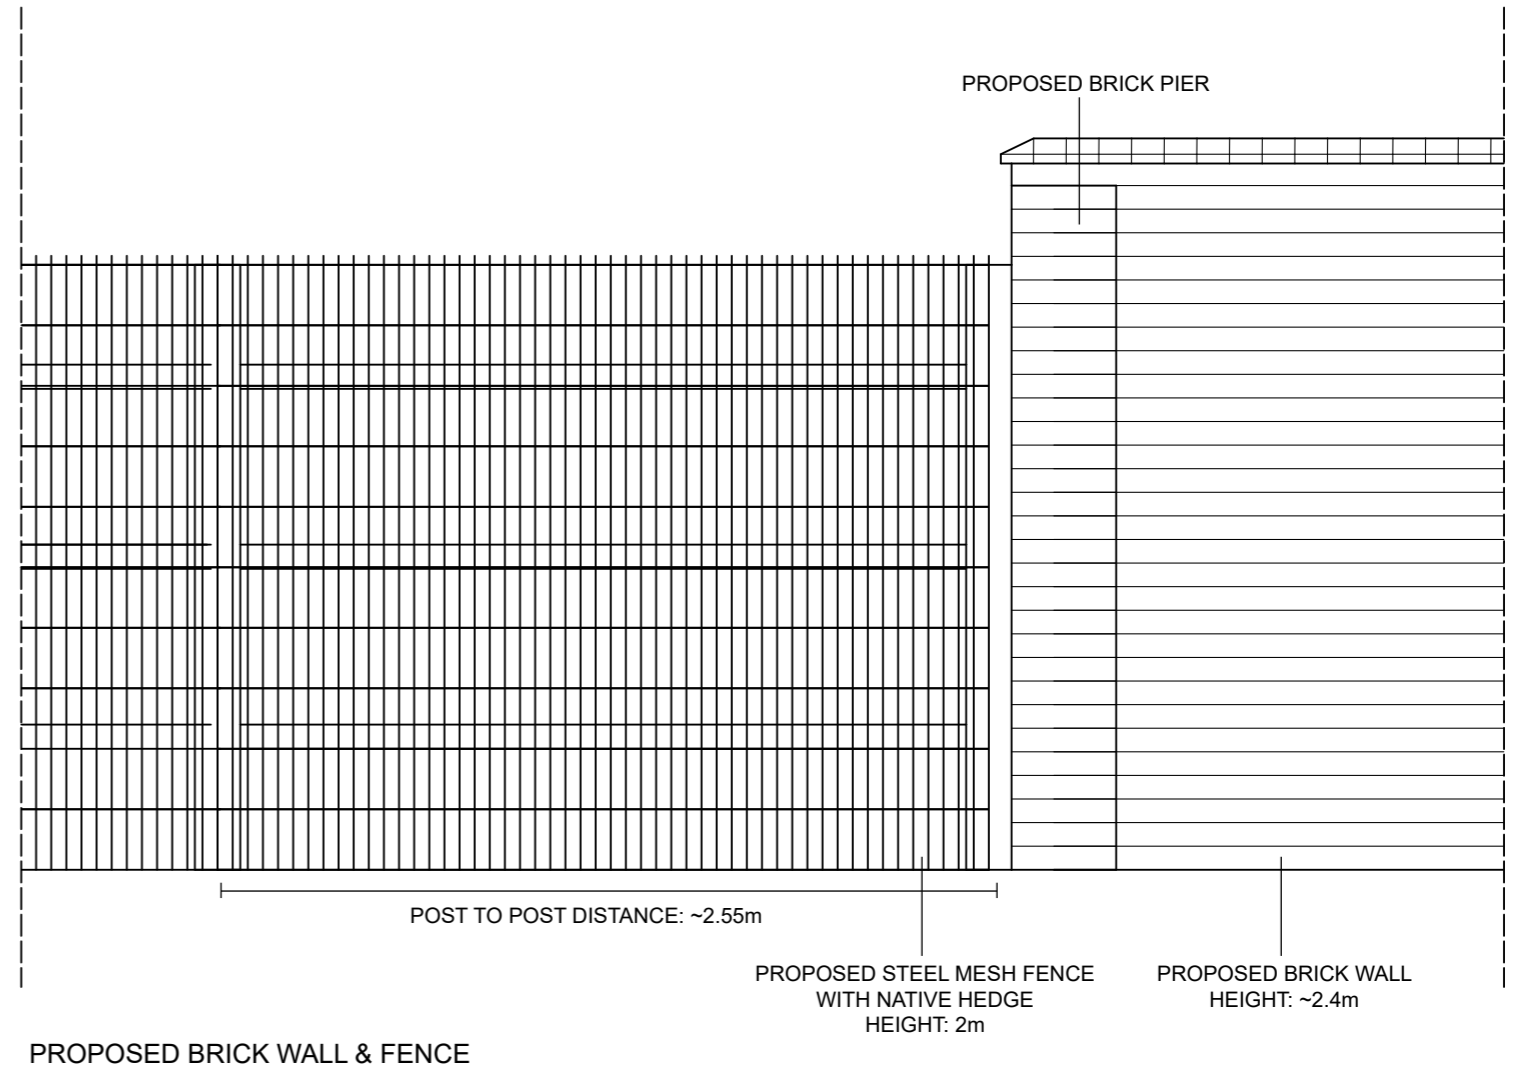 PROPOSED BRICK PIER
POST TO POST DISTANCE: ~2.55m
PROPOSED STEEL MESH FENCE
WITH NATIVE HEDGE
HEIGHT: 2m
PROPOSED BRICK WALL
HEIGHT: ~2.4m
PROPOSED BRICK WALL & FENCE